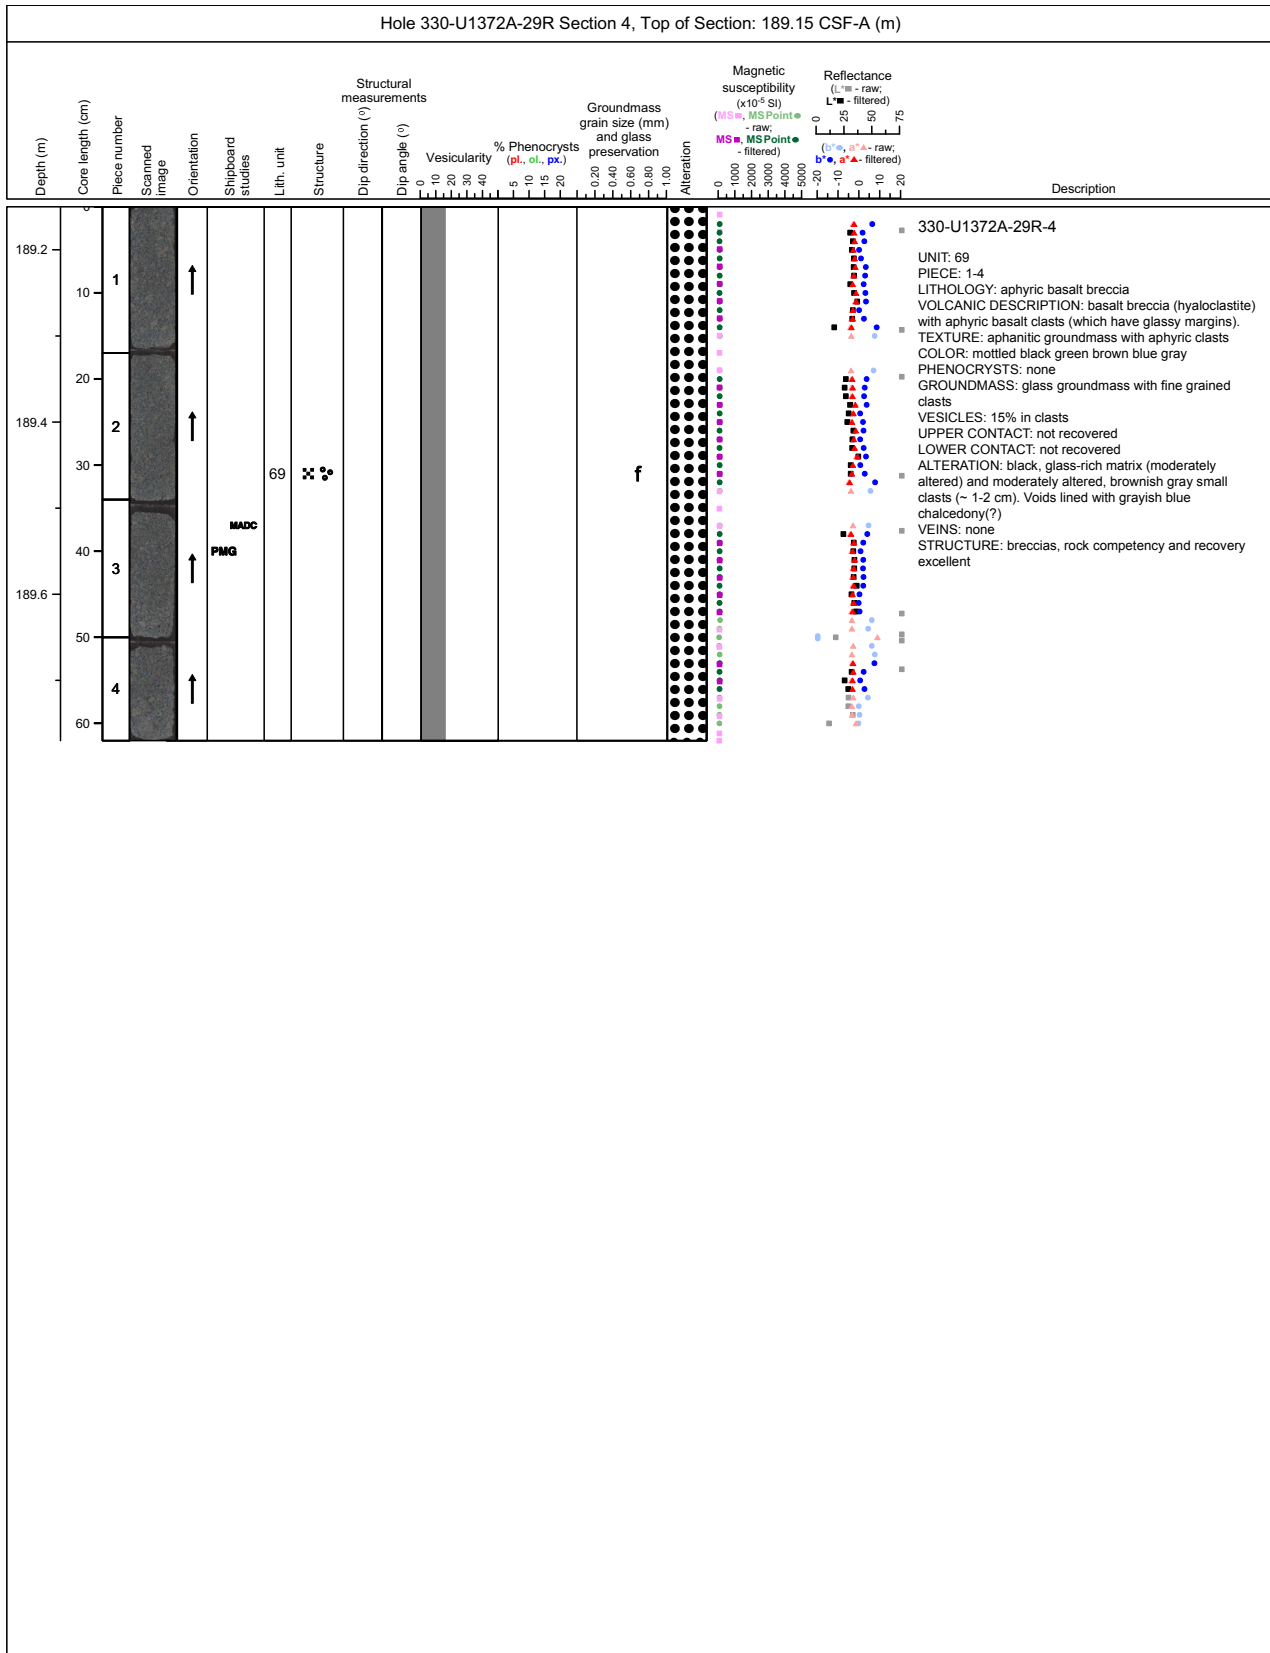 Hole 330-U1372A-29R Section 4, Top of Section: 189.15 CSF-A (m)
Depth (m)
Core length (cm)
Piece number
Scanned
image
Orientation
Shipboard
studies
Lith. unit
Structure
Structural
measurements
Dip direction (º)
Dip angle (º)
Vesicularity
0 10 20 30 40
% Phenocrysts
(pl., ol., px.)
5 10 15 20
Groundmass
grain size (mm)
and glass
preservation
0.20 0.40 0.60 0.80 1.00
Alteration
Magnetic
susceptibility
(x10-5 SI)
(MS■, MSPoint●
- raw;
MS■, MSPoint●
- filtered)
0 1000 2000 3000 4000 5000
Reflectance
(L*■ - raw;
L*■ - filtered)
0 25 50 75
(b*●, a*▲- raw;
b*●, a*▲- filtered)
-20 -10 0 10 20
Description
0
189.2
10
20
189.4
30
40
189.6
50
60
1
2
3
4
MADC
PMG
69
f
330-U1372A-29R-4
UNIT: 69
PIECE: 1-4
LITHOLOGY: aphyric basalt breccia
VOLCANIC DESCRIPTION: basalt breccia (hyaloclastite)
with aphyric basalt clasts (which have glassy margins).
TEXTURE: aphanitic groundmass with aphyric clasts
COLOR: mottled black green brown blue gray
PHENOCRYSTS: none
GROUNDMASS: glass groundmass with fine grained
clasts
VESICLES: 15% in clasts
UPPER CONTACT: not recovered
LOWER CONTACT: not recovered
ALTERATION: black, glass-rich matrix (moderately
altered) and moderately altered, brownish gray small
clasts (~ 1-2 cm). Voids lined with grayish blue
chalcedony(?)
VEINS: none
STRUCTURE: breccias, rock competency and recovery
excellent